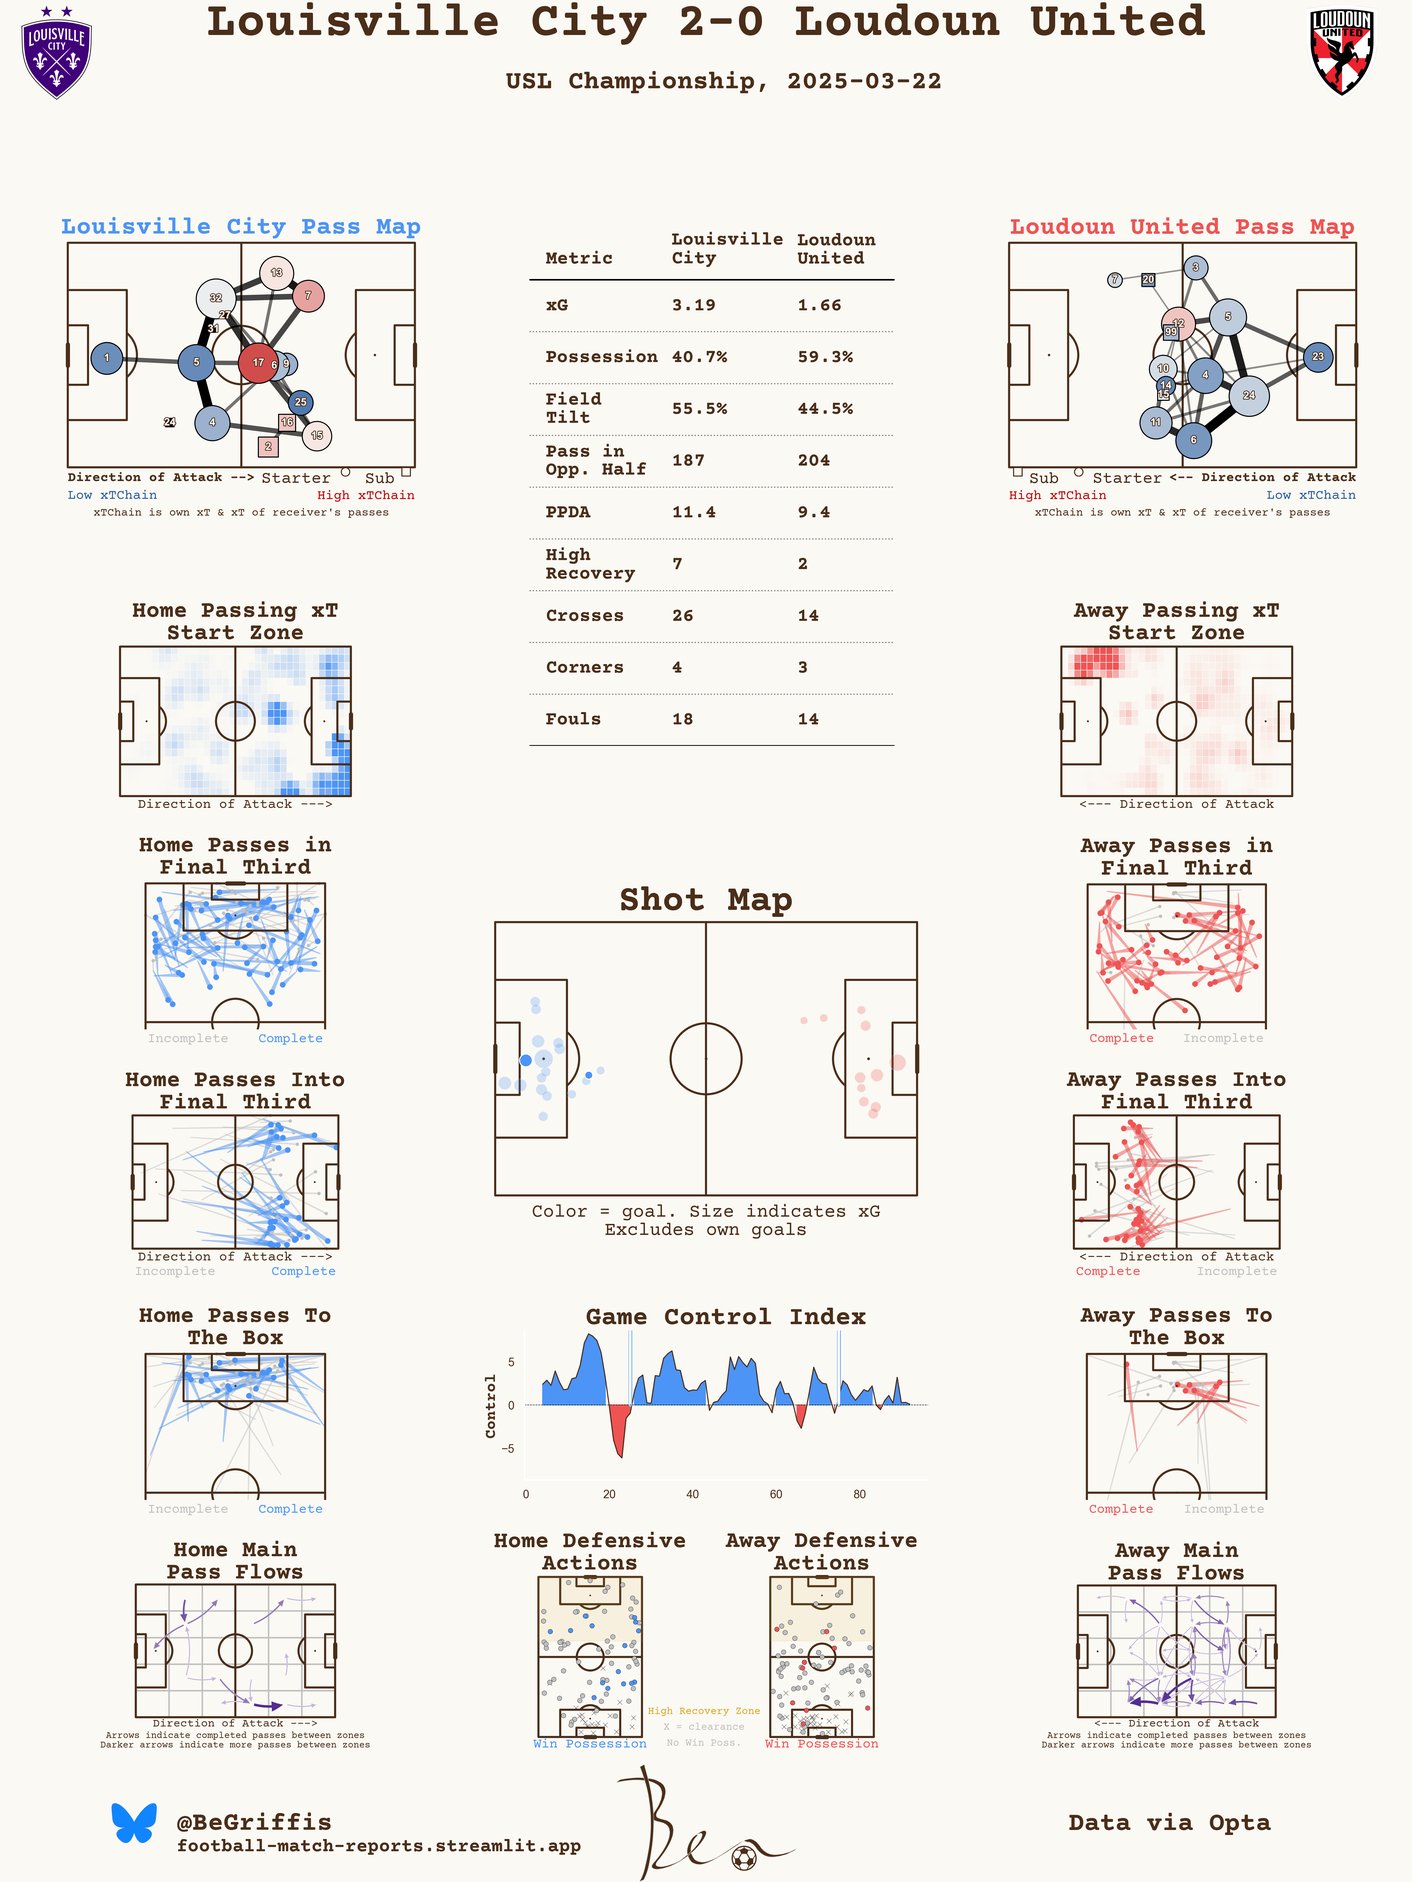 Louisville City 2-0 Loudoun United
USL Championship, 2025-03-22
LOUISVILLE
CITY
LOUDOUN
UNITED
Louisville City Pass Map
13
32
7
27
31
1
5
17
6
9
25
24
4
16
2
15
Direction of Attack --> Starter Sub
Low xTChain High xTChain
xTChain is own xT & xT of receiver's passes
Metric Louisville City Loudoun United
xG 3.19 1.66
Possession 40.7% 59.3%
Field Tilt 55.5% 44.5%
Pass in Opp. Half 187 204
PPDA 11.4 9.4
High Recovery 7 2
Crosses 26 14
Corners 4 3
Fouls 18 14
Loudoun United Pass Map
3
7
20
12
5
99
23
10
4
14
15
24
11
6
Sub Starter <-- Direction of Attack
High xTChain Low xTChain
xTChain is own xT & xT of receiver's passes
Home Passing xT
Start Zone
Direction of Attack --->
Away Passing xT
Start Zone
<--- Direction of Attack
Home Passes in
Final Third
Incomplete Complete
Away Passes in
Final Third
Complete Incomplete
Shot Map
Color = goal. Size indicates xG
Excludes own goals
Home Passes Into
Final Third
Direction of Attack --->
Incomplete Complete
Away Passes Into
Final Third
<--- Direction of Attack
Complete Incomplete
Home Passes To
The Box
Incomplete Complete
Game Control Index
Control
5
0
−5
0 20 40 60 80
Away Passes To
The Box
Complete Incomplete
Home Main
Pass Flows
Direction of Attack --->
Arrows indicate completed passes between zones
Darker arrows indicate more passes between zones
Home Defensive
Actions
Win Possession
High Recovery Zone
X = clearance
No Win Poss.
Away Defensive
Actions
Win Possession
Away Main
Pass Flows
<--- Direction of Attack
Arrows indicate completed passes between zones
Darker arrows indicate more passes between zones
@BeGriffis
football-match-reports.streamlit.app
Ben
Data via Opta